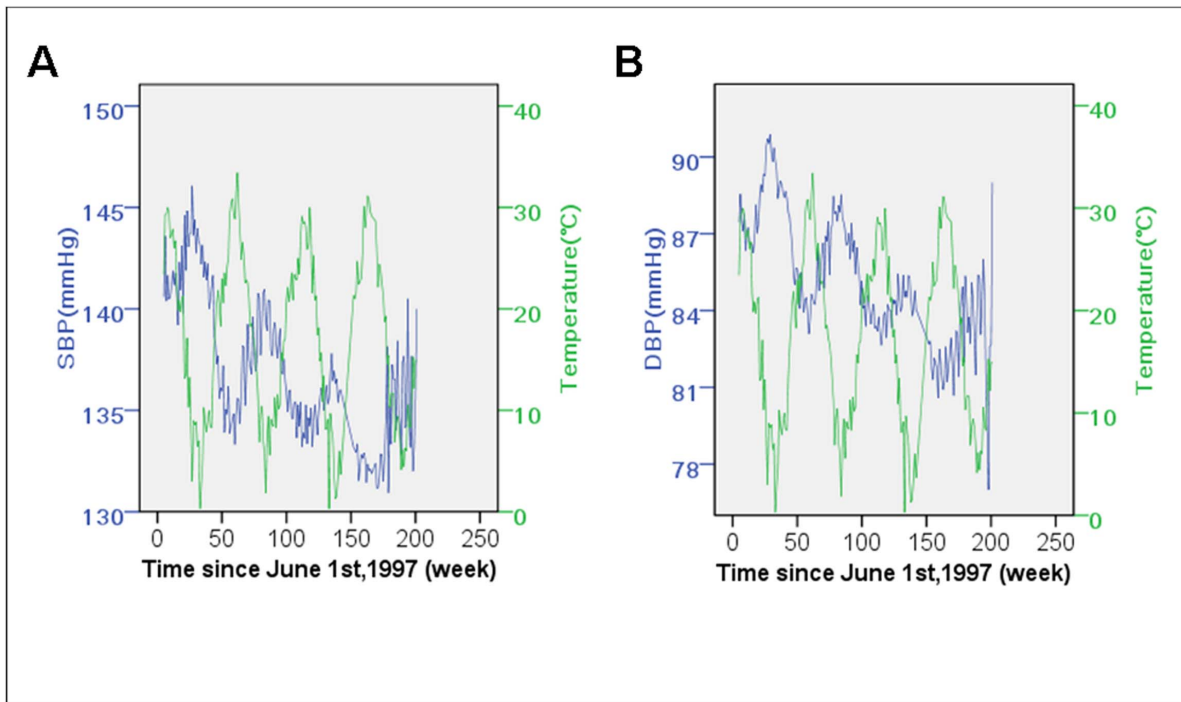 A
B
150
145
140
135
130
SBP(mmHg)
40
30
20
10
0
Temperature(℃)
0 50 100 150 200 250
Time since June 1st,1997 (week)
90
87
84
81
78
DBP(mmHg)
40
30
20
10
0
Temperature(℃)
0 50 100 150 200 250
Time since June 1st,1997 (week)